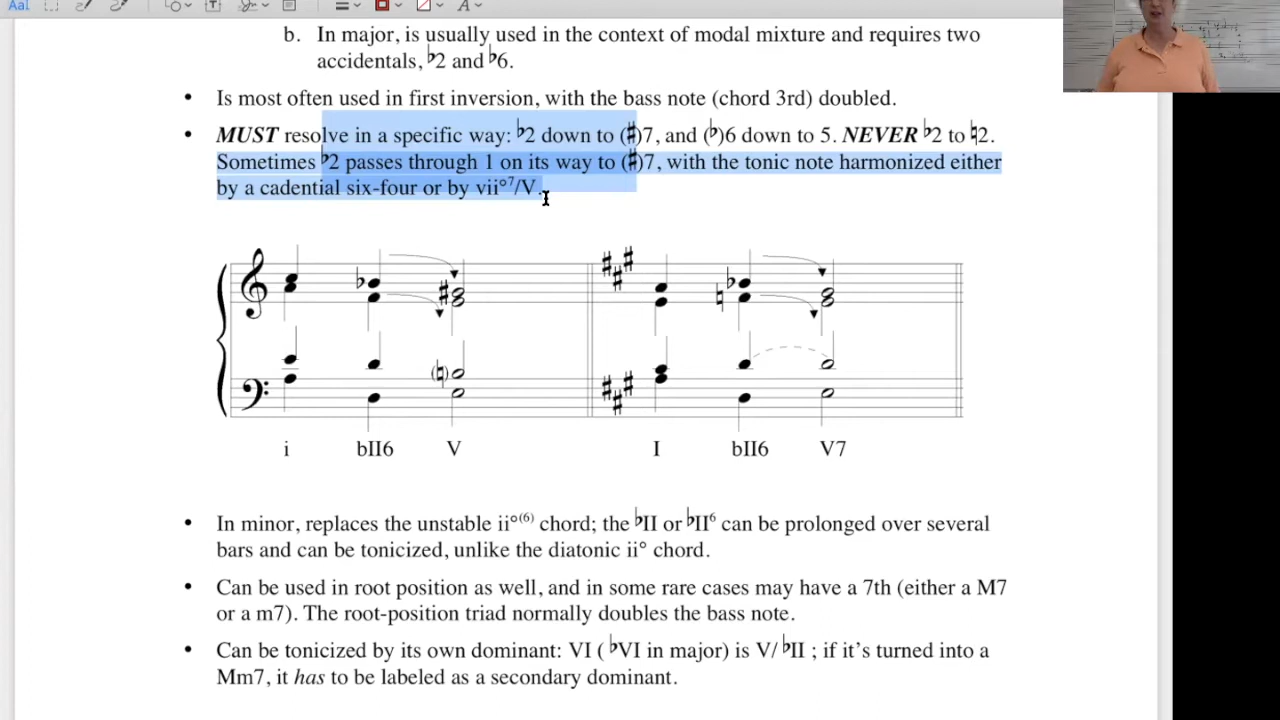 AaI
A
b. In major, is usually used in the context of modal mixture and requires two
accidentals, ♭2 and ♭6.
• Is most often used in first inversion, with the bass note (chord 3rd) doubled.
• MUST resolve in a specific way: ♭2 down to (♯)7, and (♭)6 down to 5. NEVER ♭2 to ♮2.
Sometimes ♭2 passes through 1 on its way to (♯)7, with the tonic note harmonized either
by a cadential six-four or by vii°⁷/V.
i bII6 V I bII6 V7
• In minor, replaces the unstable ii°⁽⁶⁾ chord; the ♭II or ♭II⁶ can be prolonged over several
bars and can be tonicized, unlike the diatonic ii° chord.
• Can be used in root position as well, and in some rare cases may have a 7th (either a M7
or a m7). The root-position triad normally doubles the bass note.
• Can be tonicized by its own dominant: VI ( ♭VI in major) is V/ ♭II ; if it’s turned into a
Mm7, it has to be labeled as a secondary dominant.